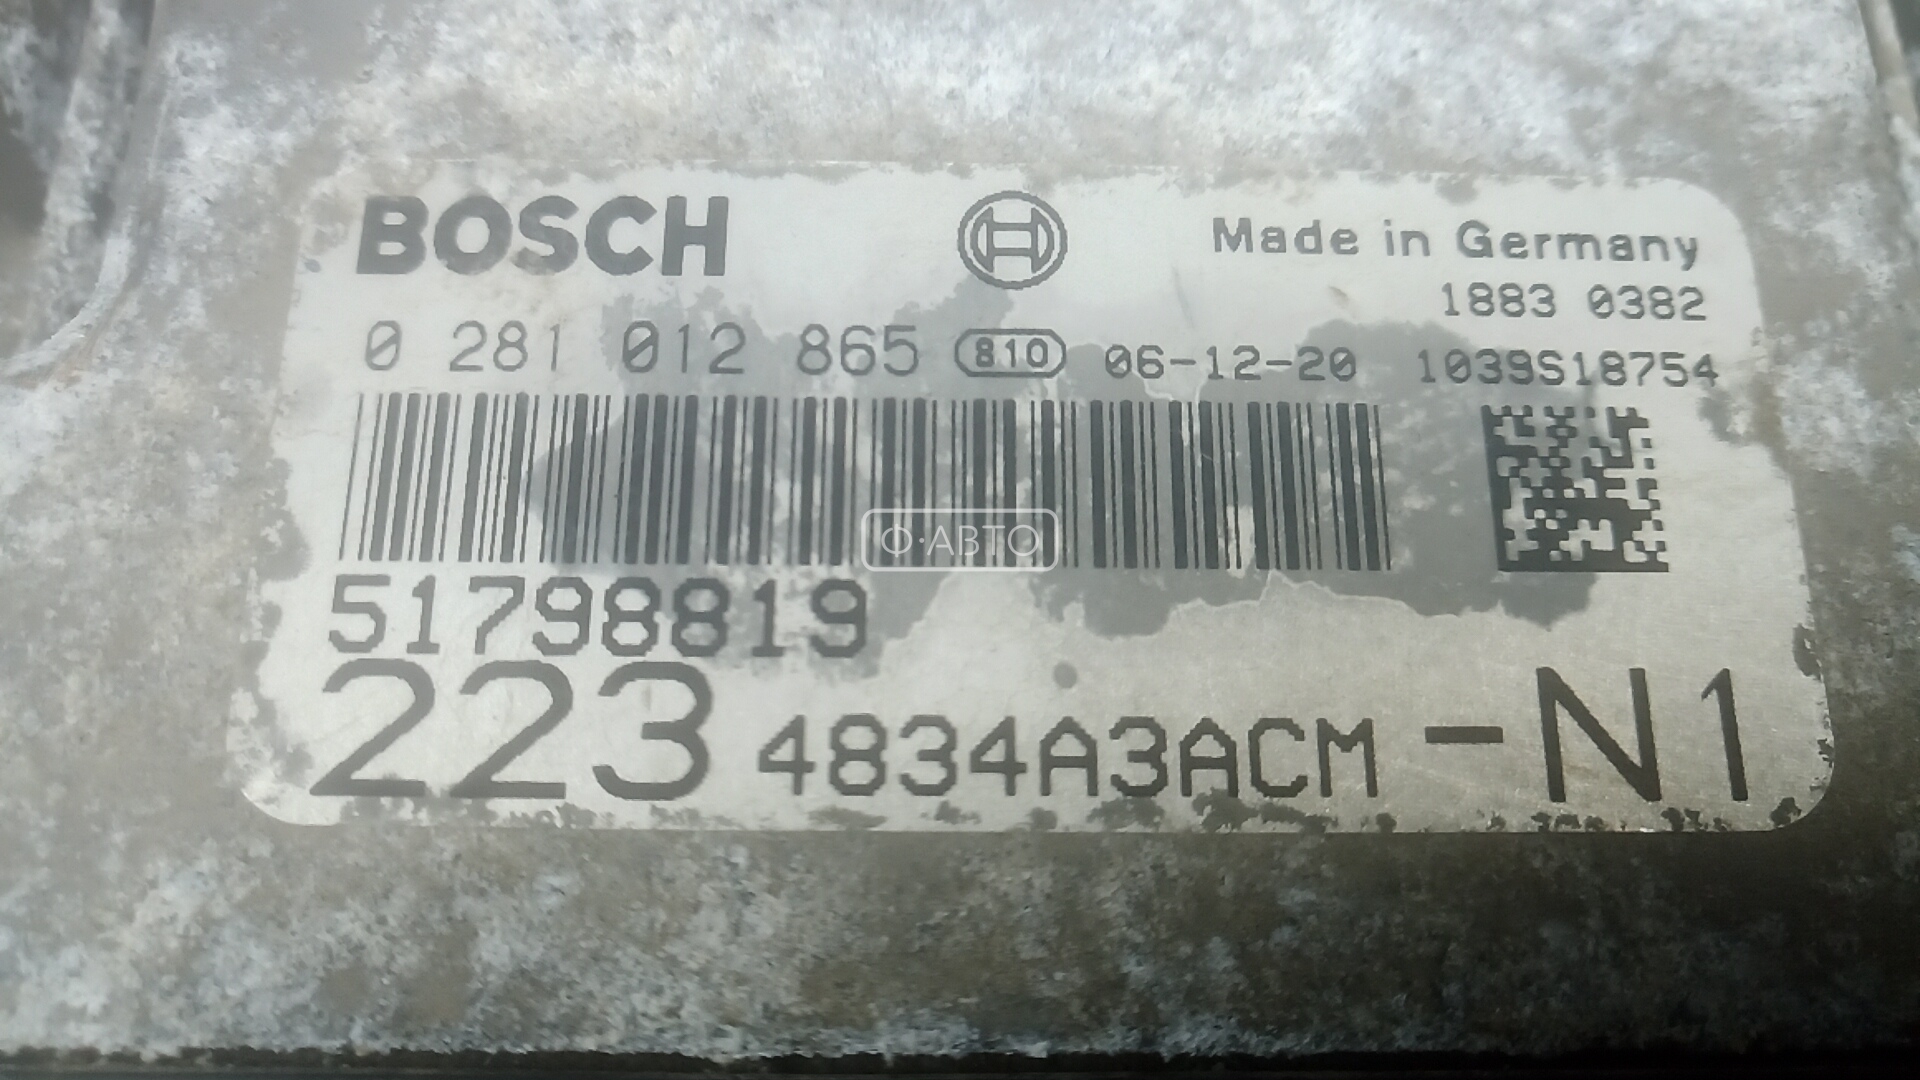 BOSCH
Made in Germany
1883 0382
0 281 012 865 810 06-12-20 1039S18754
Ф·АВТО
51798819
223 4834A3ACM -N1